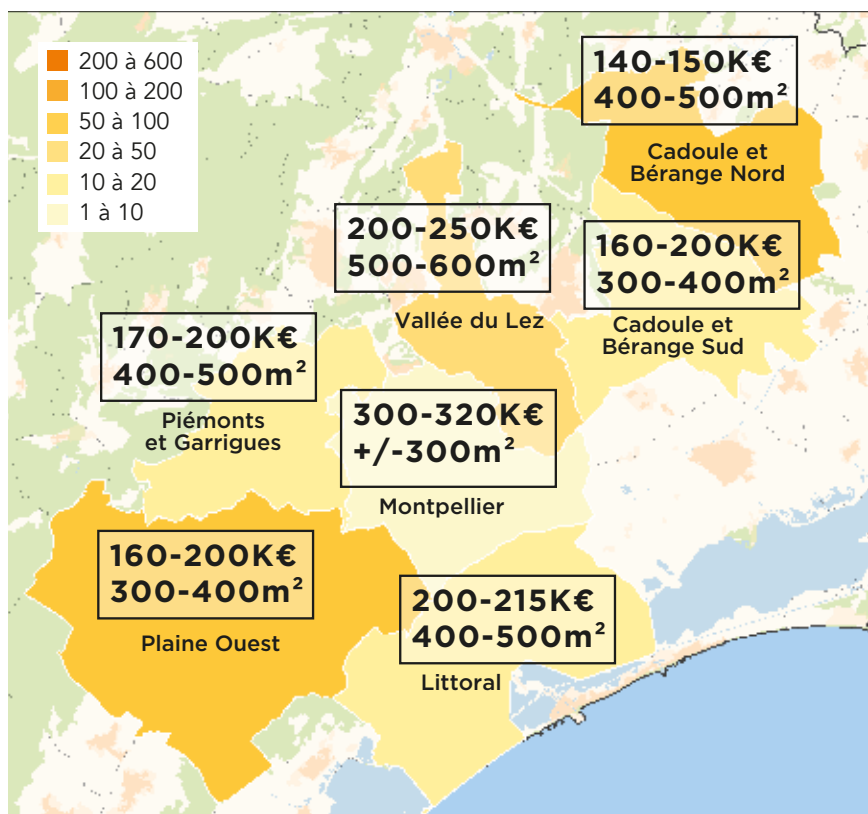 200 à 600
100 à 200
50 à 100
20 à 50
10 à 20
1 à 10
140-150K€
400-500m²
Cadoule et
Bérange Nord
200-250K€
500-600m²
Vallée du Lez
160-200K€
300-400m²
Cadoule et
Bérange Sud
170-200K€
400-500m²
Piémonts
et Garrigues
300-320K€
+/-300m²
Montpellier
160-200K€
300-400m²
Plaine Ouest
200-215K€
400-500m²
Littoral